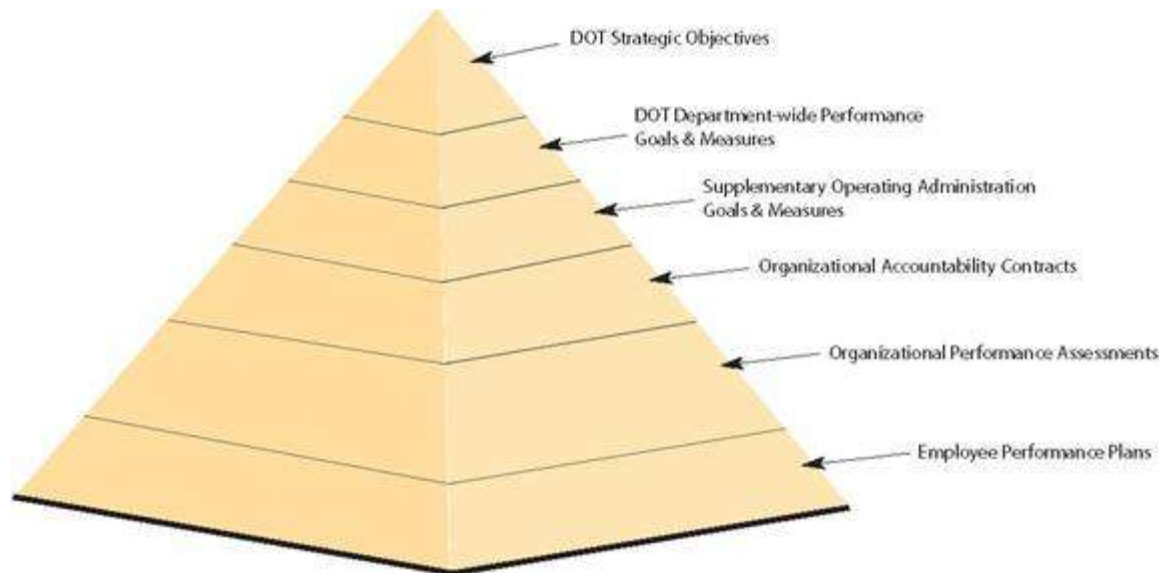 DOT Strategic Objectives
DOT Department-wide Performance
Goals & Measures
Supplementary Operating Administration
Goals & Measures
Organizational Accountability Contracts
Organizational Performance Assessments
Employee Performance Plans